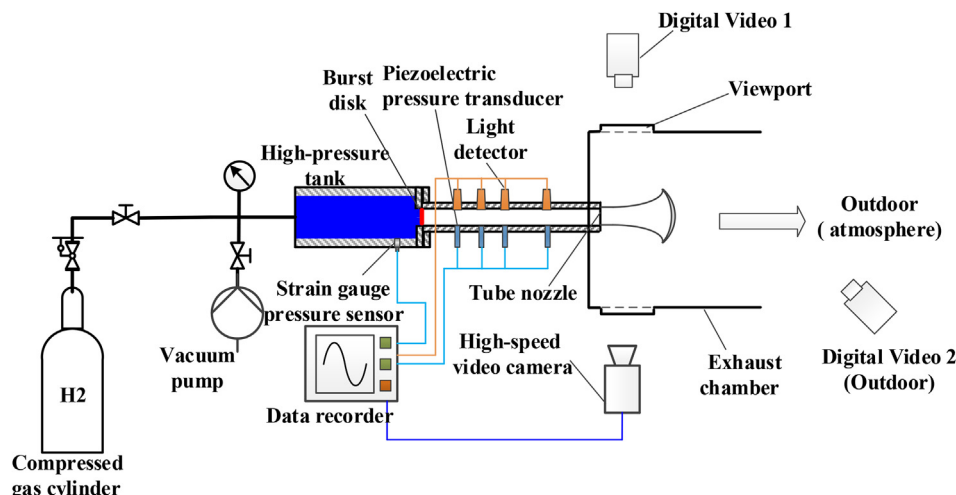 Digital Video 1
Burst
disk
Piezoelectric
pressure transducer
Viewport
Light
detector
High-pressure
tank
Outdoor
( atmosphere)
Strain gauge
pressure sensor
Tube nozzle
Vacuum
pump
High-speed
video camera
Exhaust
chamber
Digital Video 2
(Outdoor)
H2
Data recorder
Compressed
gas cylinder